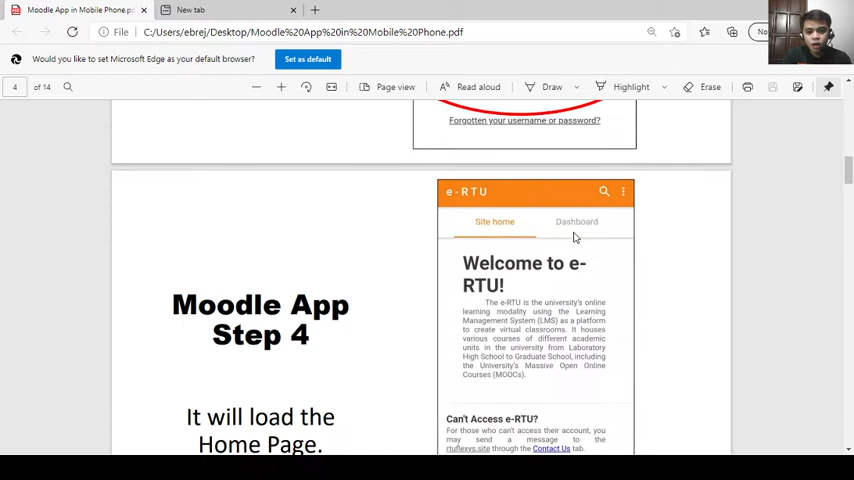 Moodle App in Mobile Phone.pd
New tab
File
C:/Users/ebrej/Desktop/Moodle%20App%20in%20Mobile%20Phone.pdf
No
Would you like to set Microsoft Edge as your default browser?
Set as default
4
of 14
Page view
Read aloud
Draw
Highlight
Erase
Forgotten your username or password?
e-RTU
Site home
Dashboard
Welcome to e-
RTU!
The e-RTU is the university's online
learning modality using the Learning
Management System (LMS) as a platform
to create virtual classrooms. It houses
various courses of different academic
units in the university from Laboratory
High School to Graduate School, including
the University's Massive Open Online
Courses (MOOCs).
Moodle App
Step 4
It will load the
Home Page.
Can't Access e-RTU?
For those who can't access their account, you
may send a message to the
rtuflexys.site through the Contact Us tab.